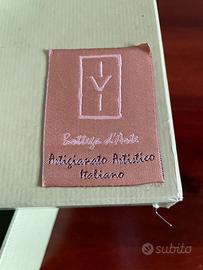 IVI
Bottega d'Arte
Artigianato Artistico
Italiano
subito